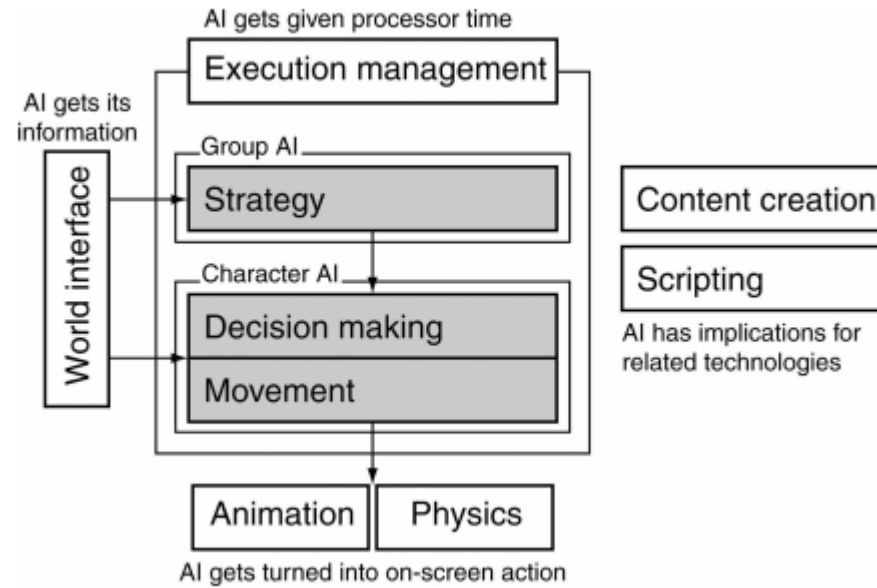 AI gets given processor time
Execution management
AI gets its
information
World interface
Group AI
Strategy
Character AI
Decision making
Movement
Animation
Physics
AI gets turned into on-screen action
Content creation
Scripting
AI has implications for
related technologies